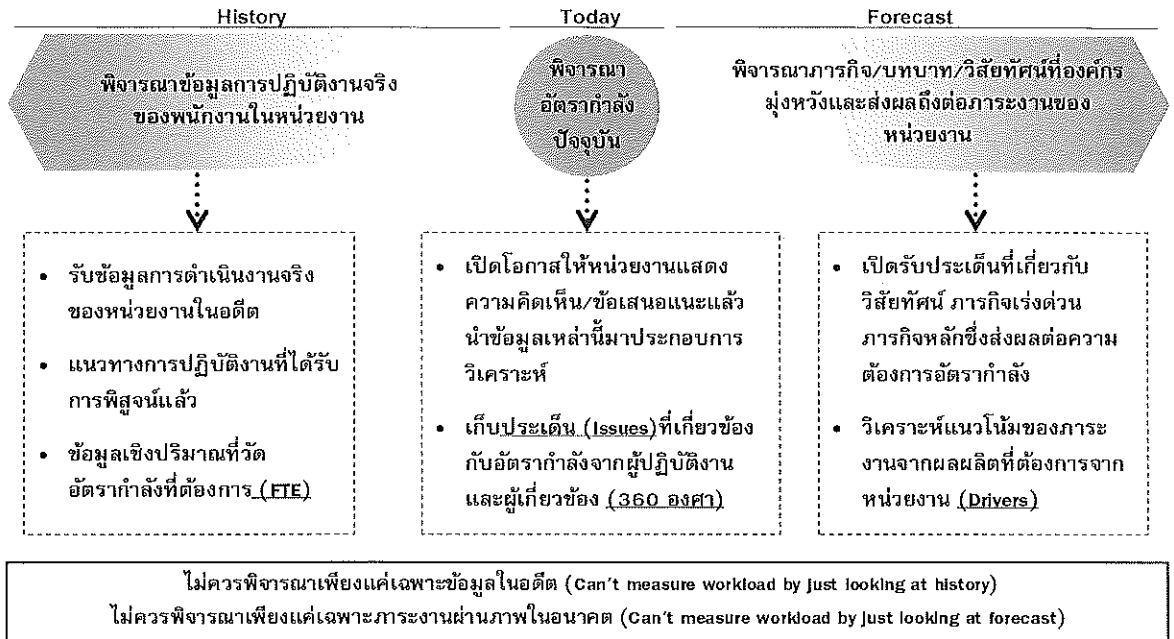 History
Today
Forecast
พิจารณาข้อมูลการปฏิบัติงานจริง
ของพนักงานในหน่วยงาน
พิจารณา
อัตรากำลัง
ปัจจุบัน
พิจารณาภารกิจ/บทบาท/วิสัยทัศน์ที่องค์กร
มุ่งหวังและส่งผลถึงต่อภาระงานของ
หน่วยงาน
• รับข้อมูลการดำเนินงานจริง
ของหน่วยงานในอดีต
• แนวทางการปฏิบัติงานที่ได้รับ
การพิสูจน์แล้ว
• ข้อมูลเชิงปริมาณที่วัด
อัตรากำลังที่ต้องการ (FTE)
• เปิดโอกาสให้หน่วยงานแสดง
ความคิดเห็น/ข้อเสนอแนะแล้ว
นำข้อมูลเหล่านี้มาประกอบการ
วิเคราะห์
• เก็บประเด็น (Issues)ที่เกี่ยวข้อง
กับอัตรากำลังจากผู้ปฏิบัติงาน
และผู้เกี่ยวข้อง (360 องศา)
• เปิดรับประเด็นที่เกี่ยวกับ
วิสัยทัศน์ ภารกิจเร่งด่วน
ภารกิจหลักซึ่งส่งผลต่อความ
ต้องการอัตรากำลัง
• วิเคราะห์แนวโน้มของภาระ
งานจากผลผลิตที่ต้องการจาก
หน่วยงาน (Drivers)
ไม่ควรพิจารณาเพียงแค่เฉพาะข้อมูลในอดีต (Can't measure workload by just looking at history)
ไม่ควรพิจารณาเพียงแค่เฉพาะภาระงานผ่านภาพในอนาคต (Can't measure workload by just looking at forecast)